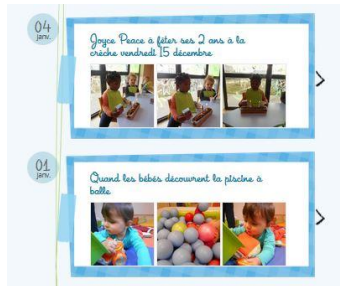 04
janv.
Joyce Peace à fêter ses 2 ans à la
crèche vendredi 15 décembre
01
janv.
Quand les bébés découvrent la piscine à
balle